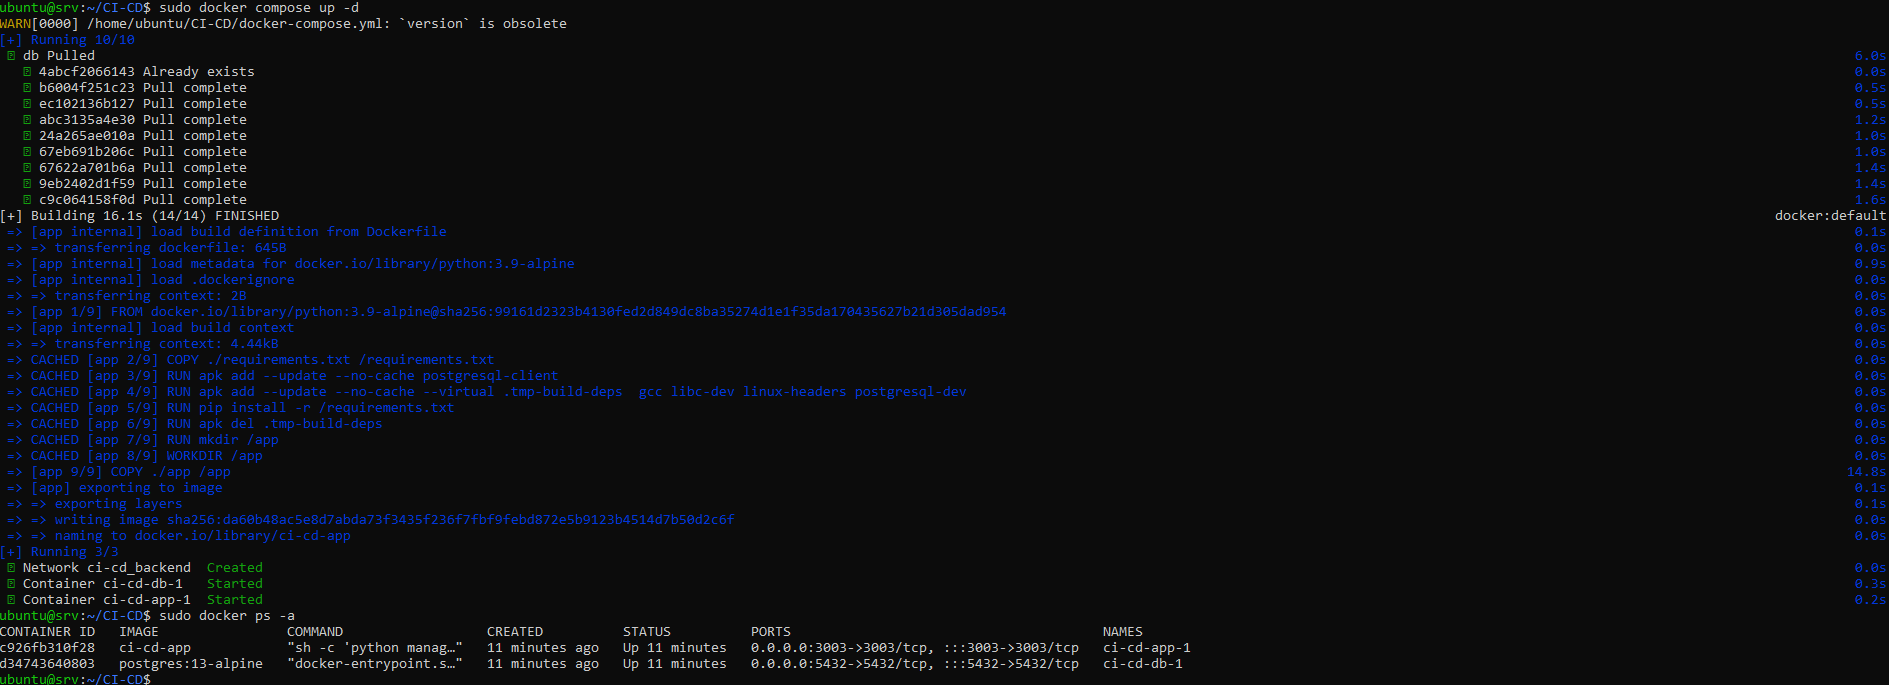 ubuntu@srv:~/CI-CD$ sudo docker compose up -d
WARN[0000] /home/ubuntu/CI-CD/docker-compose.yml: `version` is obsolete
[+] Running 10/10
db Pulled 6.0s
4abcf2066143 Already exists 0.0s
b6004f251c23 Pull complete 0.5s
ec102136b127 Pull complete 0.5s
abc3135a4e30 Pull complete 1.2s
24a265ae010a Pull complete 1.0s
67eb691b206c Pull complete 1.0s
67622a701b6a Pull complete 1.4s
9eb2402d1f59 Pull complete 1.4s
c9c064158f0d Pull complete 1.6s
[+] Building 16.1s (14/14) FINISHED docker:default
=> [app internal] load build definition from Dockerfile 0.1s
=> => transferring dockerfile: 645B 0.0s
=> [app internal] load metadata for docker.io/library/python:3.9-alpine 0.9s
=> [app internal] load .dockerignore 0.0s
=> => transferring context: 2B 0.0s
=> [app 1/9] FROM docker.io/library/python:3.9-alpine@sha256:99161d2323b4130fed2d849dc8ba35274d1e1f35da170435627b21d305dad954 0.0s
=> [app internal] load build context 0.0s
=> => transferring context: 4.44kB 0.0s
=> CACHED [app 2/9] COPY ./requirements.txt /requirements.txt 0.0s
=> CACHED [app 3/9] RUN apk add --update --no-cache postgresql-client 0.0s
=> CACHED [app 4/9] RUN apk add --update --no-cache --virtual .tmp-build-deps  gcc libc-dev linux-headers postgresql-dev 0.0s
=> CACHED [app 5/9] RUN pip install -r /requirements.txt 0.0s
=> CACHED [app 6/9] RUN apk del .tmp-build-deps 0.0s
=> CACHED [app 7/9] RUN mkdir /app 0.0s
=> CACHED [app 8/9] WORKDIR /app 0.0s
=> [app 9/9] COPY ./app /app 14.8s
=> [app] exporting to image 0.1s
=> => exporting layers 0.1s
=> => writing image sha256:da60b48ac5e8d7abda73f3435f236f7fbf9febd872e5b9123b4514d7b50d2c6f 0.0s
=> => naming to docker.io/library/ci-cd-app 0.0s
[+] Running 3/3
Network ci-cd_backend  Created 0.0s
Container ci-cd-db-1   Started 0.3s
Container ci-cd-app-1  Started 0.2s
ubuntu@srv:~/CI-CD$ sudo docker ps -a
CONTAINER ID   IMAGE                COMMAND                  CREATED          STATUS          PORTS                                       NAMES
c926fb310f28   ci-cd-app            "sh -c 'python manag…"   11 minutes ago   Up 11 minutes   0.0.0.0:3003->3003/tcp, :::3003->3003/tcp   ci-cd-app-1
d34743640803   postgres:13-alpine   "docker-entrypoint.s…"   11 minutes ago   Up 11 minutes   0.0.0.0:5432->5432/tcp, :::5432->5432/tcp   ci-cd-db-1
ubuntu@srv:~/CI-CD$